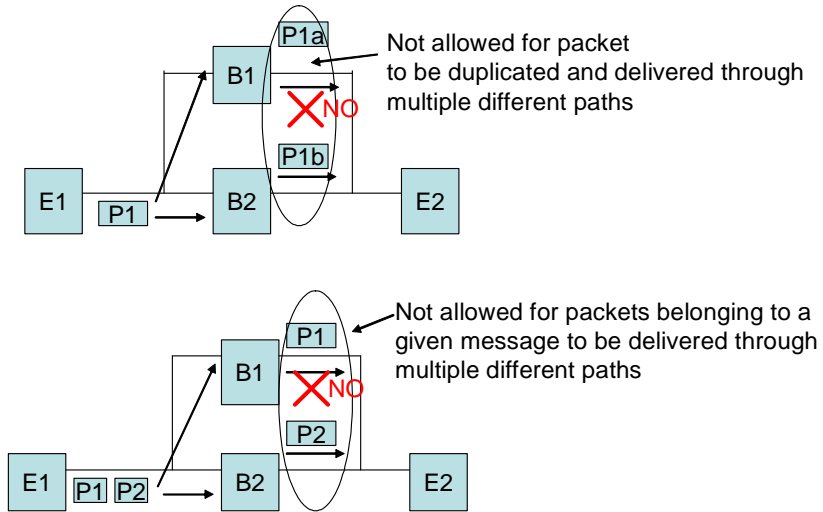 P1a
Not allowed for packet
to be duplicated and delivered through
multiple different paths
B1
NO
P1b
E1
P1
B2
E2
Not allowed for packets belonging to a
given message to be delivered through
multiple different paths
P1
B1
NO
P2
E1
P1 P2
B2
E2